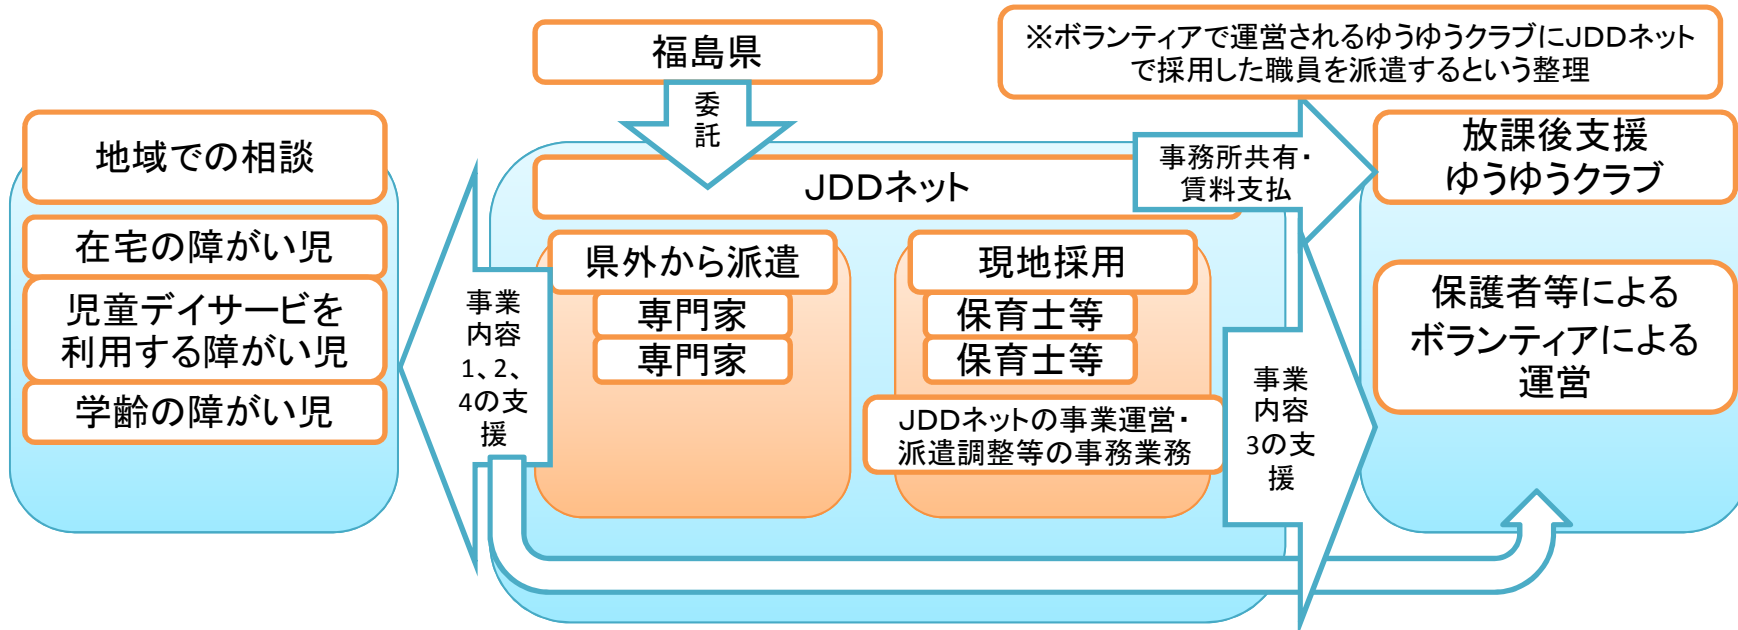 福島県
委
託
※ボランティアで運営されるゆうゆうクラブにJDDネット
で採用した職員を派遣するという整理
地域での相談
在宅の障がい児
児童デイサービを
利用する障がい児
学齢の障がい児
事業
内容
1、2、
4の支
援
JDDネット
県外から派遣
専門家
専門家
現地採用
保育士等
保育士等
JDDネットの事業運営・
派遣調整等の事務業務
事務所共有・
賃料支払
事業
内容
3の支
援
放課後支援
ゆうゆうクラブ
保護者等による
ボランティアによる
運営